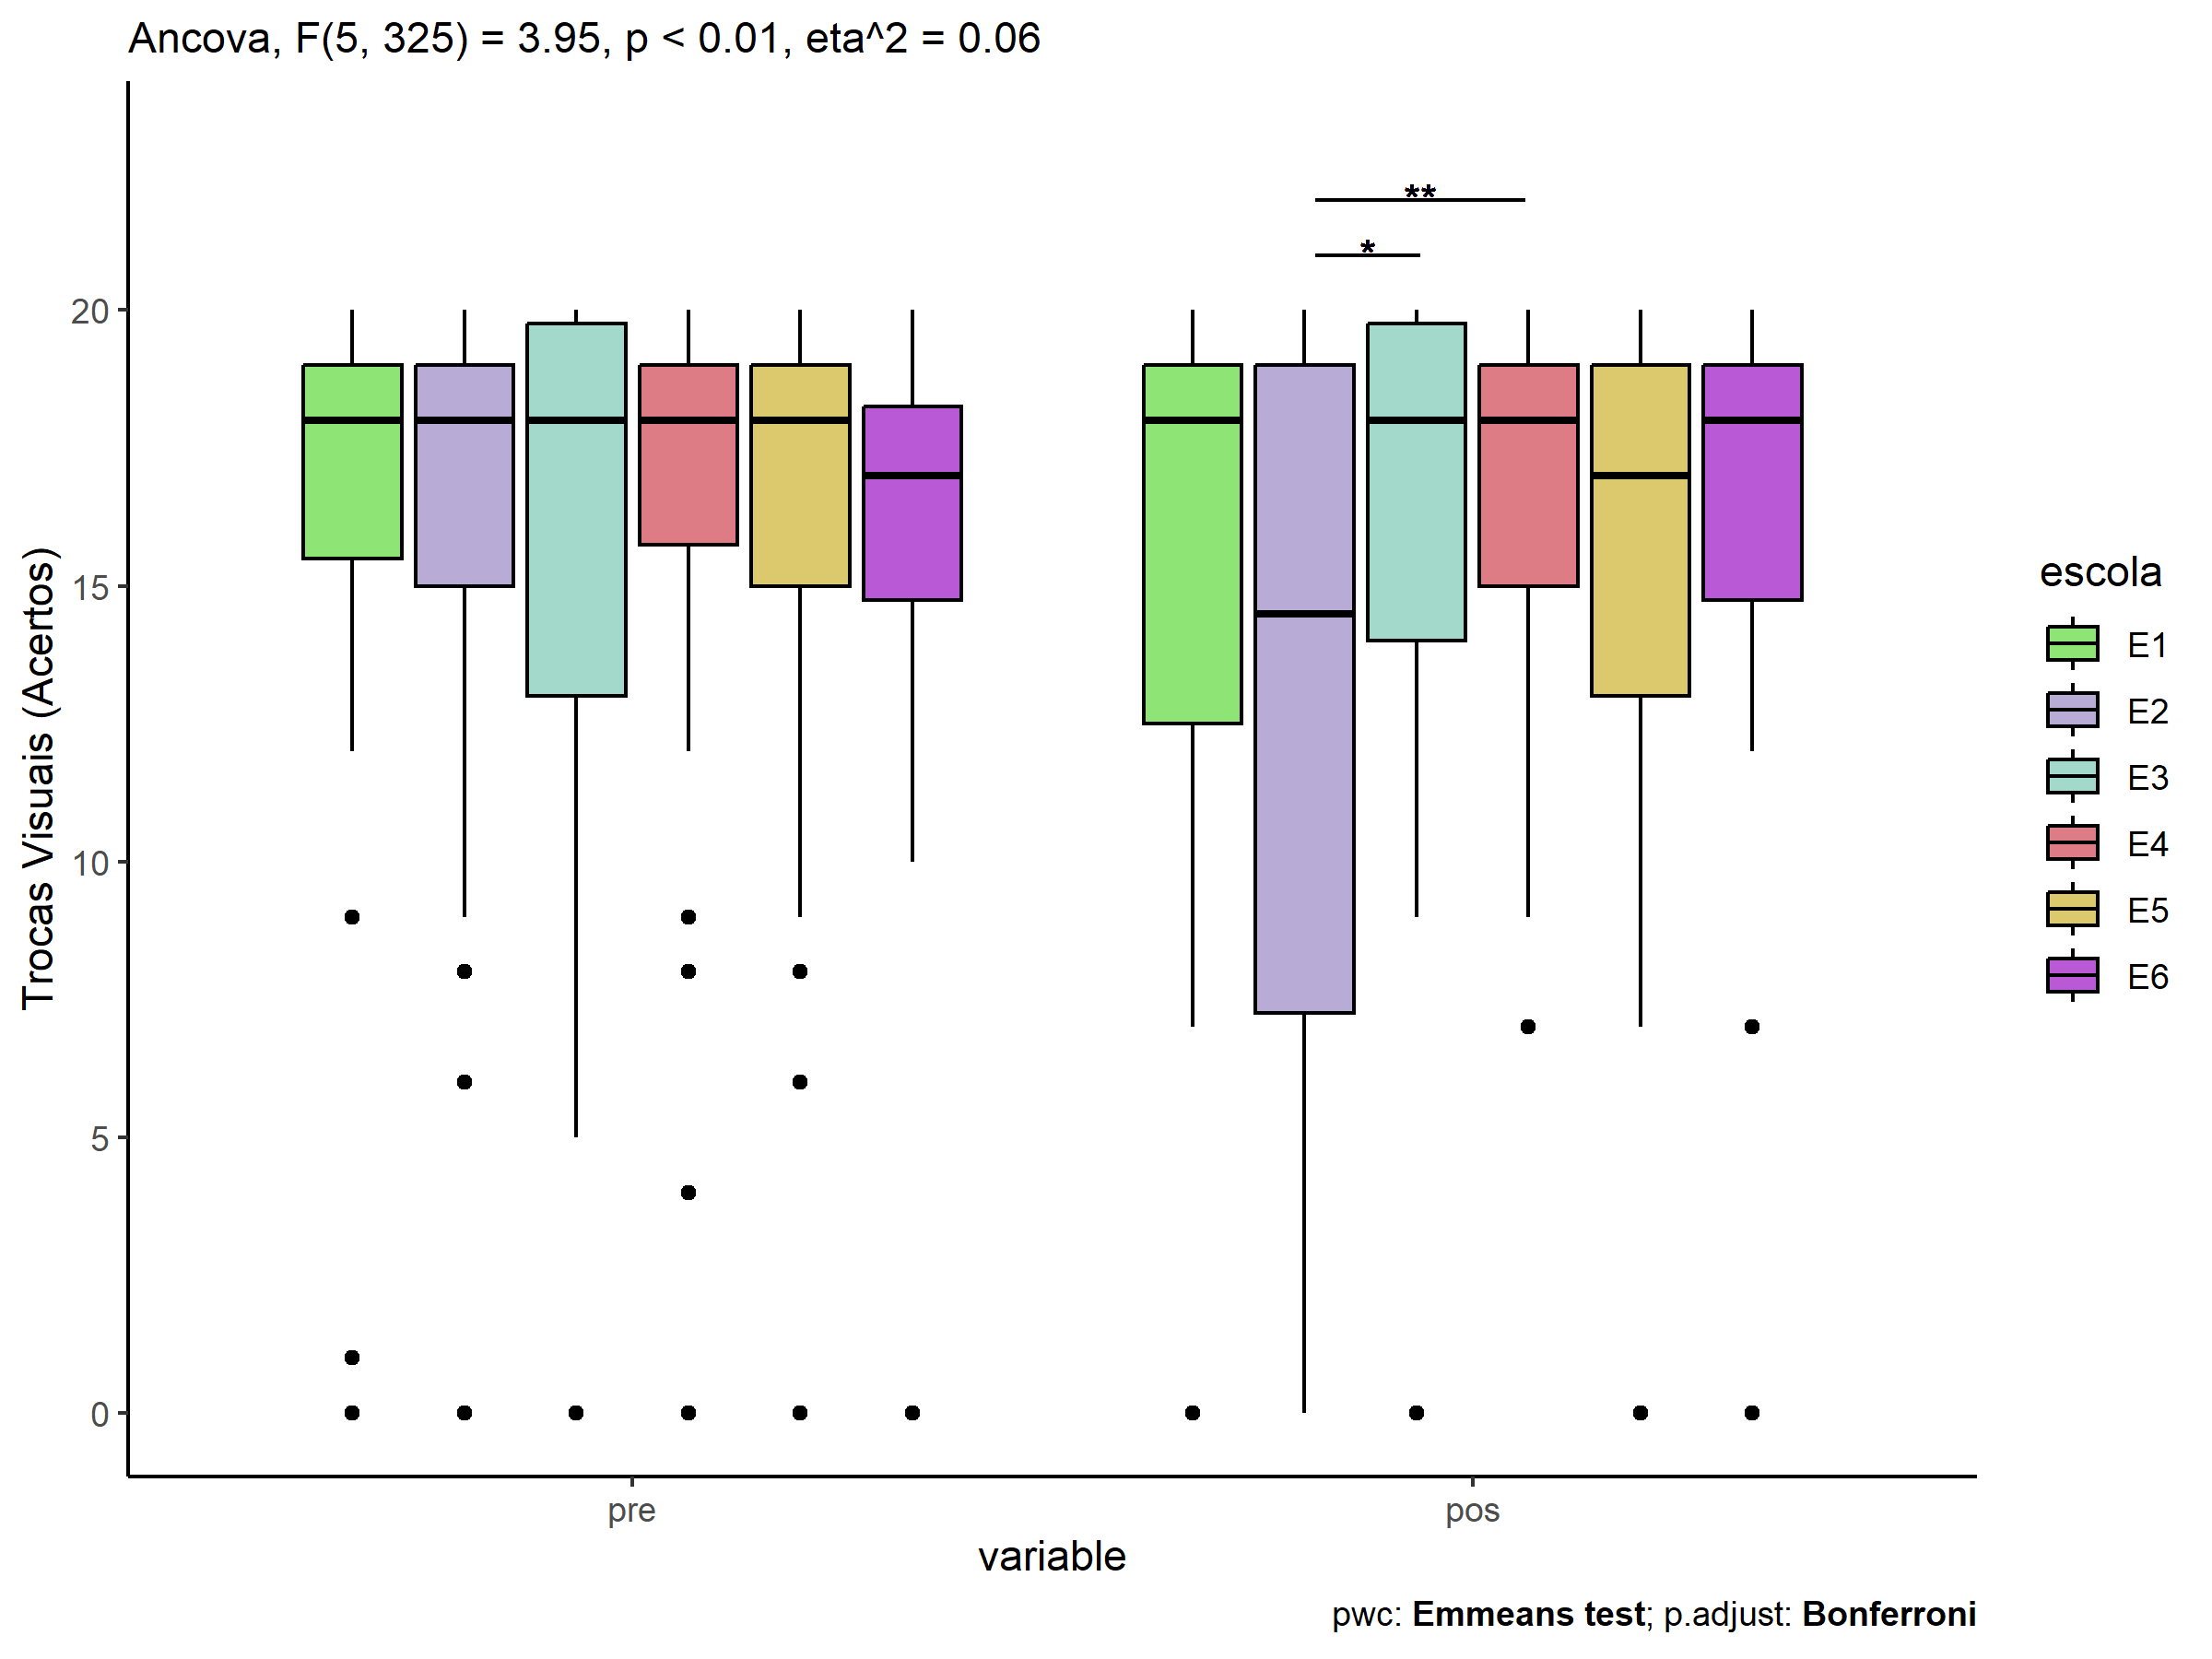 Ancova, F(5, 325) = 3.95, p < 0.01, eta^2 = 0.06
**
*
Trocas Visuais (Acertos)
20
15
10
5
0
pre
pos
variable
escola
E1
E2
E3
E4
E5
E6
pwc: Emmeans test; p.adjust: Bonferroni